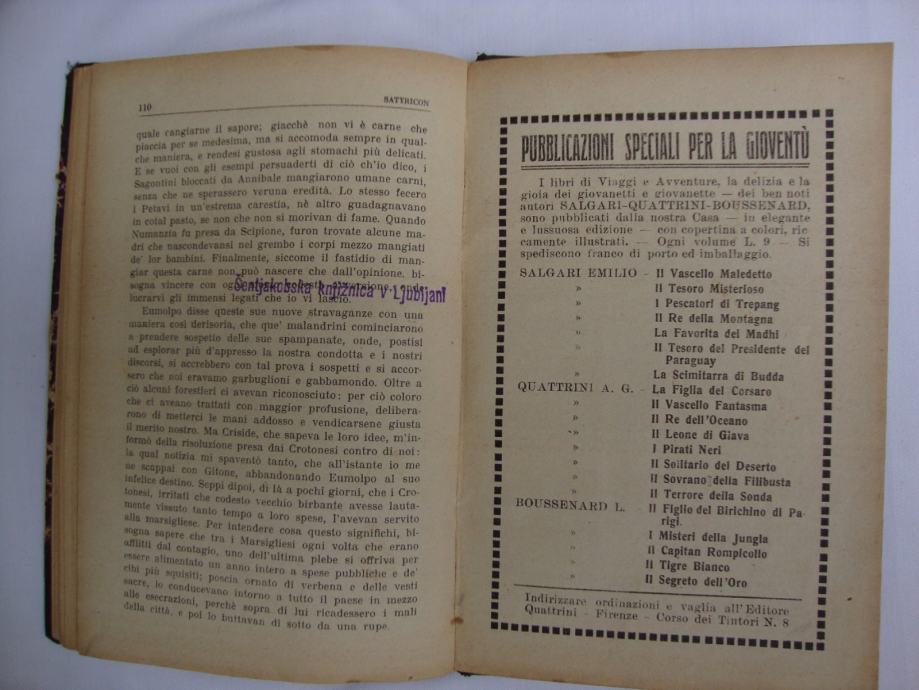 110
SATYRICON
quale cangiarne il sapore; giacchè non vi è carne che
piaccia per se medesima, ma si accomoda sempre in qual-
che maniera, e rendesi gustosa agli stomachi più delicati.
E se vuoi con gli esempi persuaderti di ciò ch'io dico, i
Sagontini bloccati da Annibale mangiarono umane carni,
senza che ne sperassero veruna eredità. Lo stesso fecero
i Petavi in un'estrema carestia, nè altro guadagnavano
in cotal pasto, se non che non si morivan di fame. Quando
Numanzia fu presa da Scipione, furon trovate alcune ma-
dri che nascondevansi nel grembo i corpi mezzo mangiati
de' lor bambini. Finalmente, siccome il fastidio di man-
giar questa carne non può nascere che dall'opinione, bi-
sogna vincere con ogni
lucrarvi gli immensi legati che io vi lascio.
Šentjakobska knjižnica v Ljubljani
Eumolpo disse queste sue nuove stravaganze con una
maniera così derisoria, che que' malandrini cominciarono
a prendere sospetto delle sue spampanate, onde, postisi
ad esplorar più d'appresso la nostra condotta e i nostri
discorsi, si accrebbero con tal prova i sospetti e si accor-
sero che noi eravamo garbuglioni e gabbamondo. Oltre a
ciò alcuni forestieri ci avevan riconosciuto; per ciò coloro
che ci aveano trattati con maggior profusione, delibera-
rono di metterci le mani addosso e vendicarsene giusta
il merito nostro. Ma Criside, che sapeva le loro idee, m'in-
formò della risoluzione presa dai Crotonesi contro di noi:
la qual notizia mi spaventò tanto, che all'istante io me
ne scappai con Gitone, abbandonando Eumolpo al suo
infelice destino. Seppi dipoi, di là a pochi giorni, che i Cro-
tonesi, irritati che codesto vecchio birbante avesse lauta-
mente vissuto tanto tempo a loro spese, l'avevan servito
alla marsigliese. Per intendere cosa questo significhi, bi-
sogna sapere che tra i Marsigliesi ogni volta che erano
afflitti dal contagio, uno dell'ultima plebe si offriva per
essere alimentato un anno intero a spese pubbliche e de'
cibi più squisiti; poscia ornato di verbena e delle vesti
sacre, lo conducevano intorno a tutto il paese in mezzo
alle esecrazioni, perchè sopra di lui ricadessero i mali
della città, e poi lo buttavan di sotto da una rupe.
PUBBLICAZIONI SPECIALI PER LA GIOVENTÙ
I libri di Viaggi e Avventure, la delizia e la
gioia dei giovanetti e giovanette — dei ben noti
autori SALGARI-QUATTRINI-BOUSSENARD,
sono pubblicati dalla nostra Casa — in elegante
e lussuosa edizione — con copertina a colori, ric-
camente illustrati. — Ogni volume L. 9 — Si
spediscono franco di porto ed imballaggio.
SALGARI EMILIO - Il Vascello Maledetto
» Il Tesoro Misterioso
» I Pescatori di Trepang
» Il Re della Montagna
» La Favorita del Madhi
» Il Tesoro del Presidente del
Paraguay
» La Scimitarra di Budda
QUATTRINI A. G. - La Figlia del Corsaro
» Il Vascello Fantasma
» Il Re dell'Oceano
» Il Leone di Giava
» I Pirati Neri
» Il Solitario del Deserto
» Il Sovrano della Filibusta
» Il Terrore della Sonda
BOUSSENARD L. Il Figlio del Birichino di Pa-
rigi.
» I Misteri della Jungla
» Il Capitan Rompicollo
» Il Tigre Bianco
» Il Segreto dell'Oro
Indirizzare ordinazioni e vaglia all'Editore
Quattrini - Firenze - Corso dei Tintori N. 8